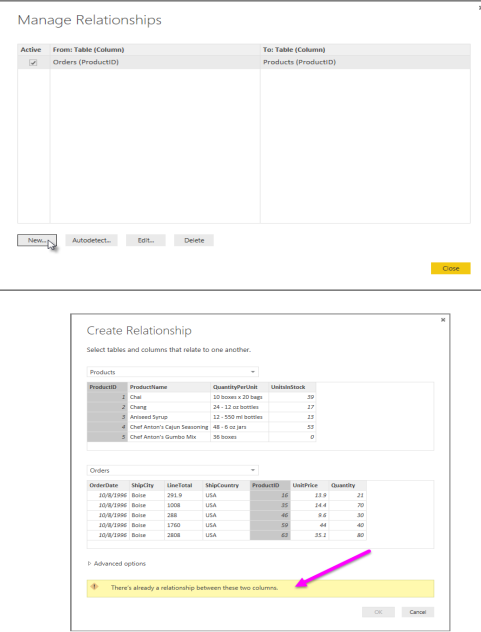 Manage Relationships
Active From: Table (Column) To: Table (Column)
Orders (ProductID) Products (ProductID)
New... Autodetect... Edit... Delete
Close
Create Relationship
Select tables and columns that relate to one another.
Products
ProductID ProductName QuantityPerUnit UnitsInStock
1 Chai 10 boxes x 20 bags 39
2 Chang 24 - 12 oz bottles 17
3 Aniseed Syrup 12 - 550 ml bottles 13
4 Chef Anton's Cajun Seasoning 48 - 6 oz jars 53
5 Chef Anton's Gumbo Mix 36 boxes 0
Orders
OrderDate ShipCity LineTotal ShipCountry ProductID UnitPrice Quantity
10/8/1996 Boise 291.9 USA 16 13.9 21
10/8/1996 Boise 1008 USA 35 14.4 70
10/8/1996 Boise 288 USA 46 9.6 30
10/8/1996 Boise 1760 USA 59 44 40
10/8/1996 Boise 2808 USA 63 35.1 80
Advanced options
There's already a relationship between these two columns.
OK Cancel